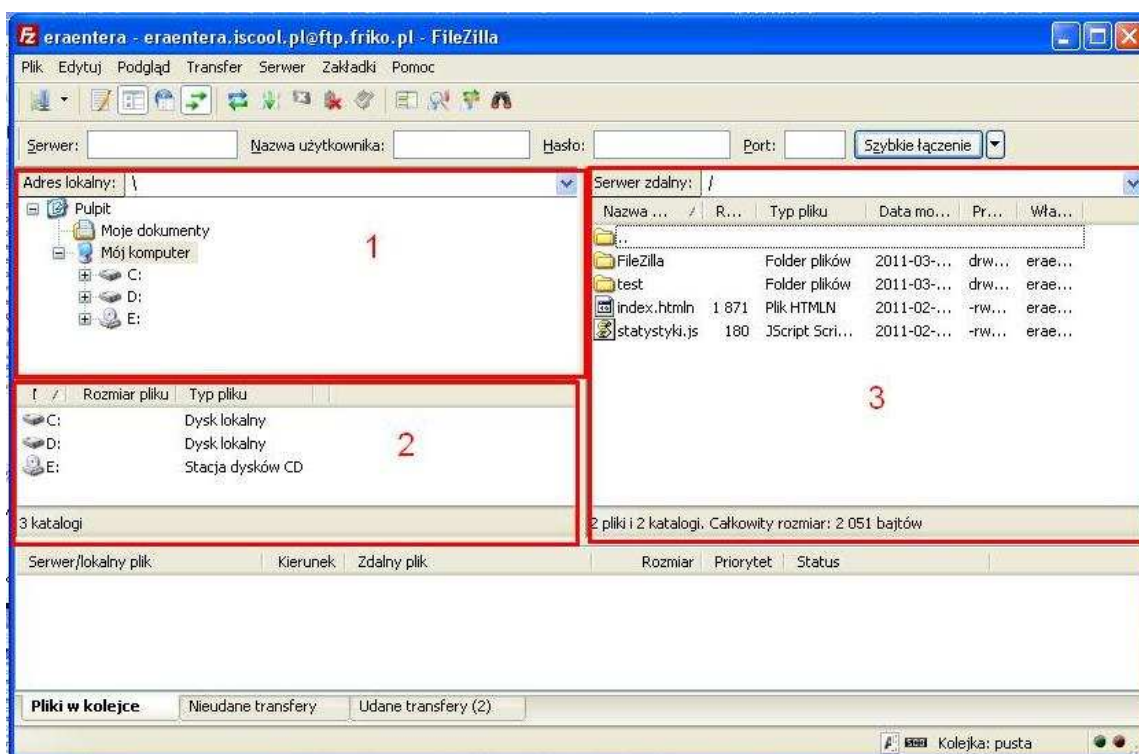 eraentera - eraentera.iscool.pl@ftp.friko.pl - FileZilla
Plik Edytuj Podgląd Transfer Serwer Zakładki Pomoc
Serwer: Nazwa użytkownika: Hasło: Port: Szybkie łączenie
Adres lokalny: \
Pulpit
Moje dokumenty
Mój komputer
C:
D:
E:
1
Rozmiar pliku Typ pliku
C: Dysk lokalny
D: Dysk lokalny
E: Stacja dysków CD
2
3 katalogi
Serwer zdalny: /
Nazwa ... / R... Typ pliku Data mo... Pr... Wła...
..
FileZilla Folder plików 2011-03-... drw... erae...
test Folder plików 2011-03-... drw... erae...
index.htmln 1 871 Plik HTMLN 2011-02-... -rw... erae...
statystyki.js 180 JScript Scri... 2011-02-... -rw... erae...
3
2 pliki i 2 katalogi. Całkowity rozmiar: 2 051 bajtów
Serwer/lokalny plik Kierunek Zdalny plik Rozmiar Priorytet Status
Pliki w kolejce Nieudane transfery Udane transfery (2)
Kolejka: pusta